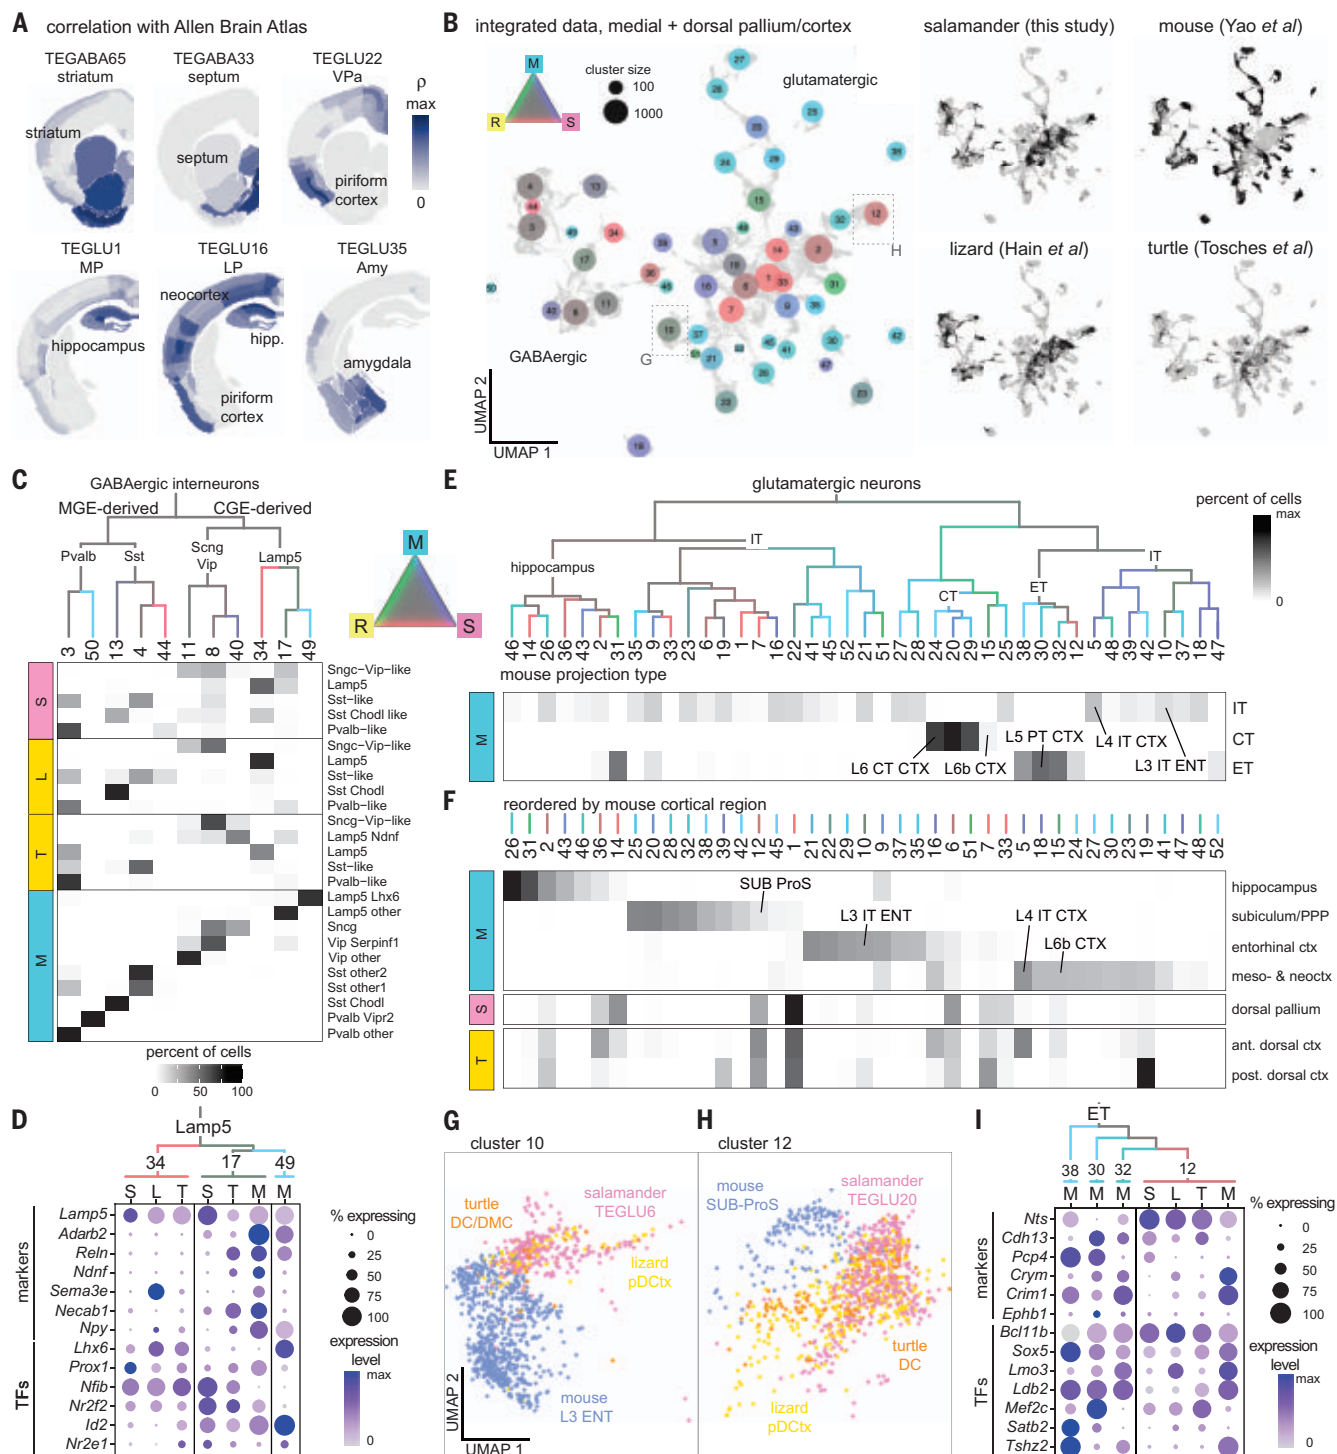 A correlation with Allen Brain Atlas
TEGABA65
striatum
TEGABA33
septum
TEGLU22
VPa
ρ
max
0
striatum
septum
piriform
cortex
TEGLU1
MP
TEGLU16
LP
TEGLU35
Amy
neocortex
hippocampus
hipp.
amygdala
piriform
cortex
B integrated data, medial + dorsal pallium/cortex
M
R
S
cluster size
100
1000
glutamatergic
GABAergic
G
H
UMAP 2
UMAP 1
salamander (this study)
mouse (Yao et al)
lizard (Hain et al)
turtle (Tosches et al)
C
GABAergic interneurons
MGE-derived
CGE-derived
Pvalb
Sst
Scng
Vip
Lamp5
M
R
S
3 50 13 4 44 11 8 40 34 17 49
S
Sngc-Vip-like
Lamp5
Sst-like
Sst Chodl like
Pvalb-like
L
Sngc-Vip-like
Lamp5
Sst-like
Sst Chodl
Pvalb-like
T
Sncg-Vip-like
Lamp5 Ndnf
Lamp5
Sst-like
Pvalb-like
M
Lamp5 Lhx6
Lamp5 other
Sncg
Vip Serpinf1
Vip other
Sst other2
Sst other1
Sst Chodl
Pvalb Vipr2
Pvalb other
percent of cells
0 50 100
D
Lamp5
34 17 49
S L T S T M M
markers
Lamp5
Adarb2
Reln
Ndnf
Sema3e
Necab1
Npy
TFs
Lhx6
Prox1
Nfib
Nr2f2
Id2
Nr2e1
% expressing
0
25
50
75
100
expression
level
max
0
E
glutamatergic neurons
percent of cells
max
0
hippocampus
IT
CT
ET
IT
46 14 26 36 43 2 31 35 9 33 23 6 19 1 7 16 22 41 45 52 21 51 27 28 24 20 29 15 25 38 30 32 12 5 48 39 42 10 37 18 47
mouse projection type
M
IT
CT
ET
L6 CT CTX
L6b CTX
L5 PT CTX
L4 IT CTX
L3 IT ENT
F
reordered by mouse cortical region
26 31 2 43 46 36 14 25 20 28 32 38 39 42 12 45 1 21 22 29 10 9 37 35 16 6 51 7 33 5 18 15 24 27 30 23 19 41 47 48 52
M
hippocampus
subiculum/PPP
entorhinal ctx
meso- & neoctx
SUB ProS
L3 IT ENT
L4 IT CTX
L6b CTX
S
dorsal pallium
T
ant. dorsal ctx
post. dorsal ctx
G
cluster 10
turtle
DC/DMC
salamander
TEGLU6
lizard
pDCtx
mouse
L3 ENT
UMAP 2
UMAP 1
H
cluster 12
mouse
SUB-ProS
salamander
TEGLU20
turtle
DC
lizard
pDCtx
I
ET
38 30 32 12
M M M S L T M
markers
Nts
Cdh13
Pcp4
Crym
Crim1
Ephb1
TFs
Bcl11b
Sox5
Lmo3
Ldb2
Mef2c
Satb2
Tshz2
% expressing
0
25
50
75
100
expression
level
max
0